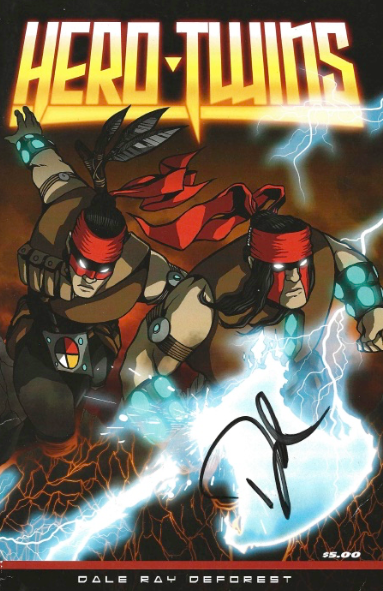 HERO·TWINS
$5.00
DALE RAY DEFOREST